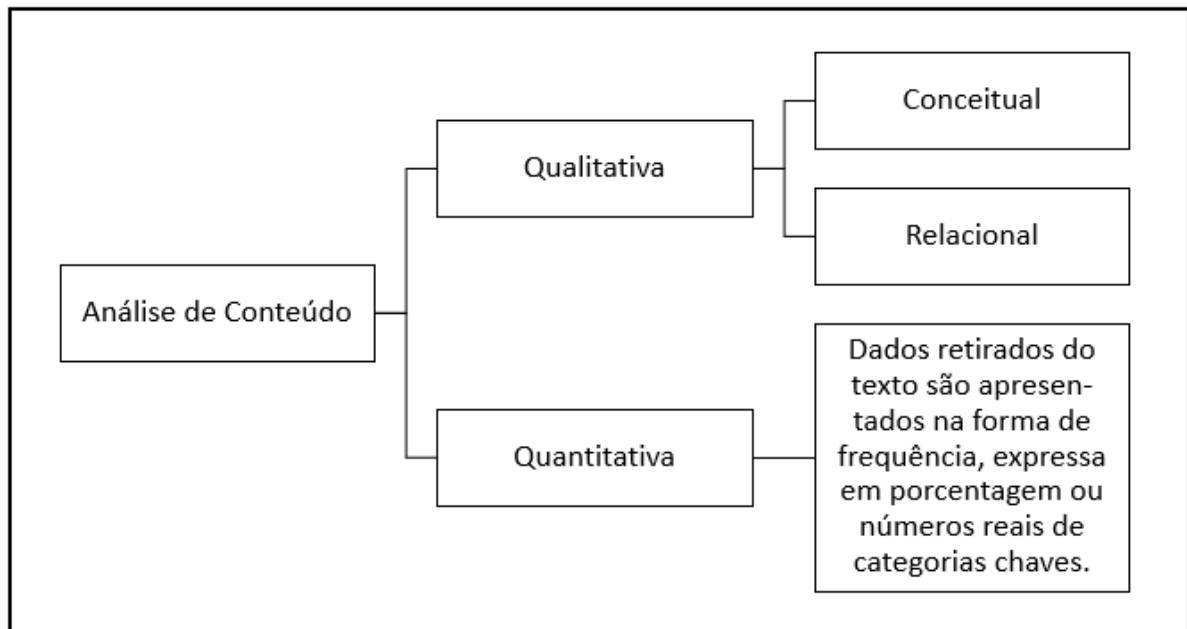 Conceitual
Qualitativa
Relacional
Análise de Conteúdo
Dados retirados do
texto são apresen-
tados na forma de
frequência, expressa
em porcentagem ou
números reais de
categorias chaves.
Quantitativa